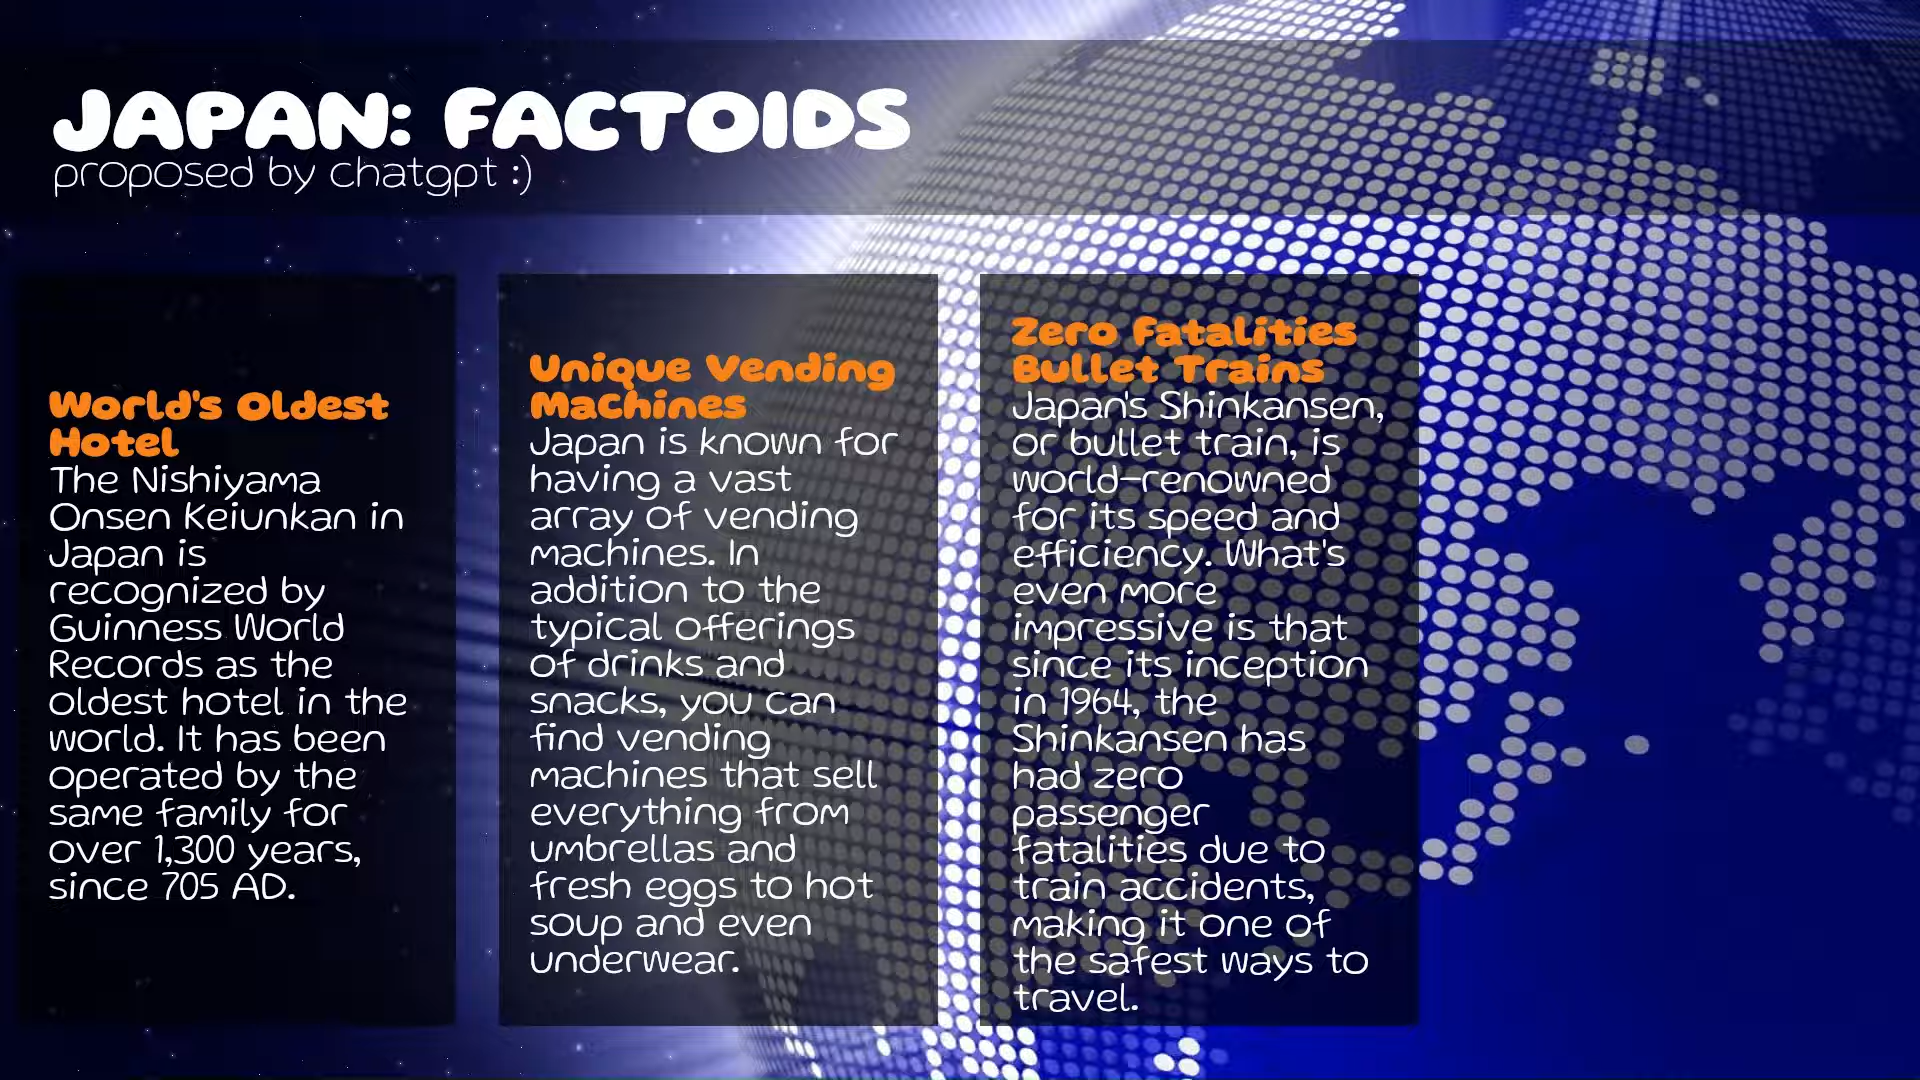 JAPAN: FACTOIDS
proposed by chatgpt :)
World's Oldest
Hotel
The Nishiyama
Onsen Keiunkan in
Japan is
recognized by
Guinness World
Records as the
oldest hotel in the
world. It has been
operated by the
same family for
over 1,300 years,
since 705 AD.
Unique Vending
Machines
Japan is known for
having a vast
array of vending
machines. In
addition to the
typical offerings
of drinks and
snacks, you can
find vending
machines that sell
everything from
umbrellas and
fresh eggs to hot
soup and even
underwear.
Zero Fatalities
Bullet Trains
Japan's Shinkansen,
or bullet train, is
world-renowned
for its speed and
efficiency. What's
even more
impressive is that
since its inception
in 1964, the
Shinkansen has
had zero
passenger
fatalities due to
train accidents,
making it one of
the safest ways to
travel.